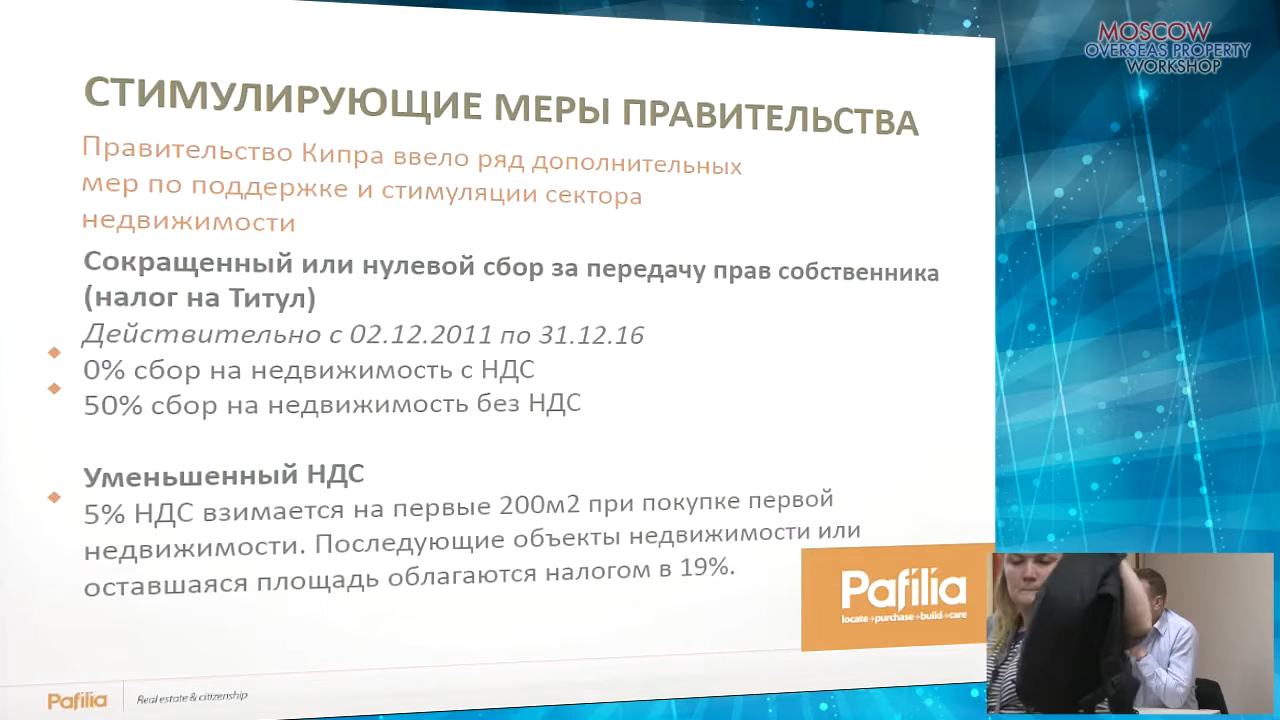 MOSCOW
OVERSEAS PROPERTY
WORKSHOP
СТИМУЛИРУЮЩИЕ МЕРЫ ПРАВИТЕЛЬСТВА
Правительство Кипра ввело ряд дополнительных
мер по поддержке и стимуляции сектора
недвижимости
Сокращенный или нулевой сбор за передачу прав собственника
(налог на Титул)
Действительно с 02.12.2011 по 31.12.16
0% сбор на недвижимость с НДС
50% сбор на недвижимость без НДС
Уменьшенный НДС
5% НДС взимается на первые 200м2 при покупке первой
недвижимости. Последующие объекты недвижимости или
оставшаяся площадь облагаются налогом в 19%.
Pafilia
locate→purchase→build→care
Pafilia
Real estate & citizenship